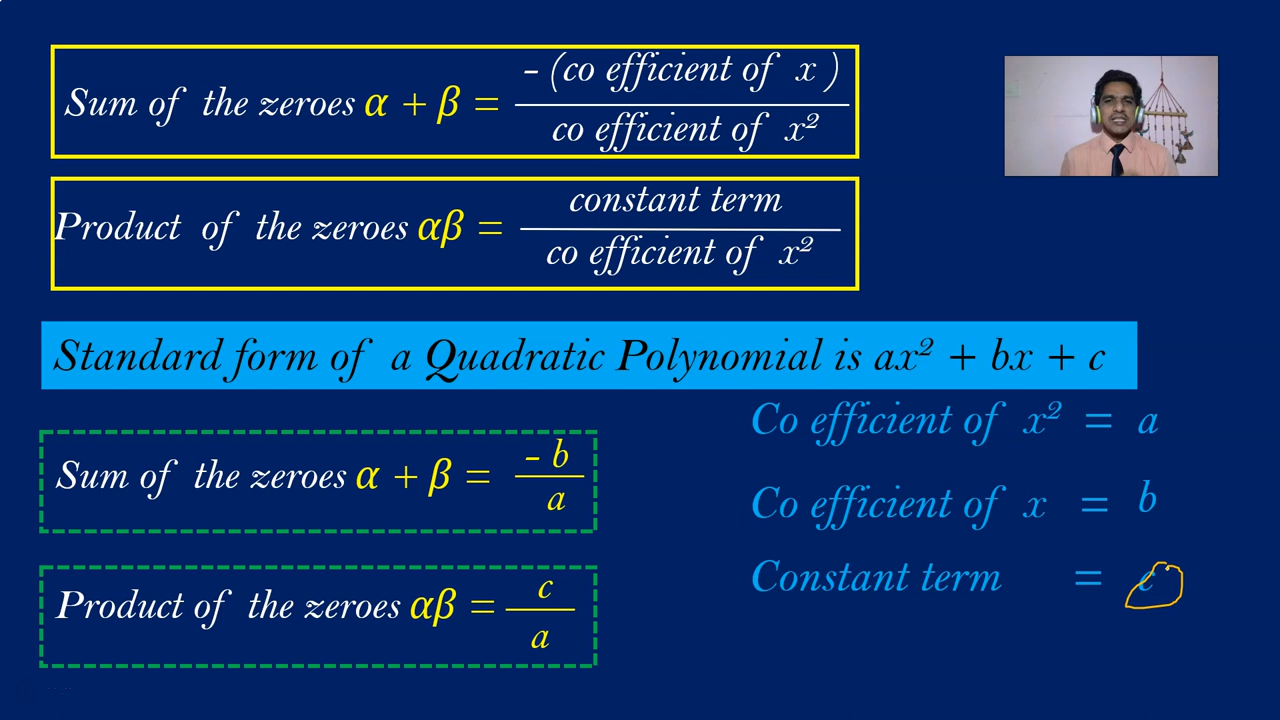 Sum of the zeroes α + β = - (co efficient of x ) / co efficient of x²
Product of the zeroes αβ = constant term / co efficient of x²
Standard form of a Quadratic Polynomial is ax² + bx + c
Co efficient of x² = a
Sum of the zeroes α + β = - b / a
Co efficient of x = b
Constant term = c
Product of the zeroes αβ = c / a